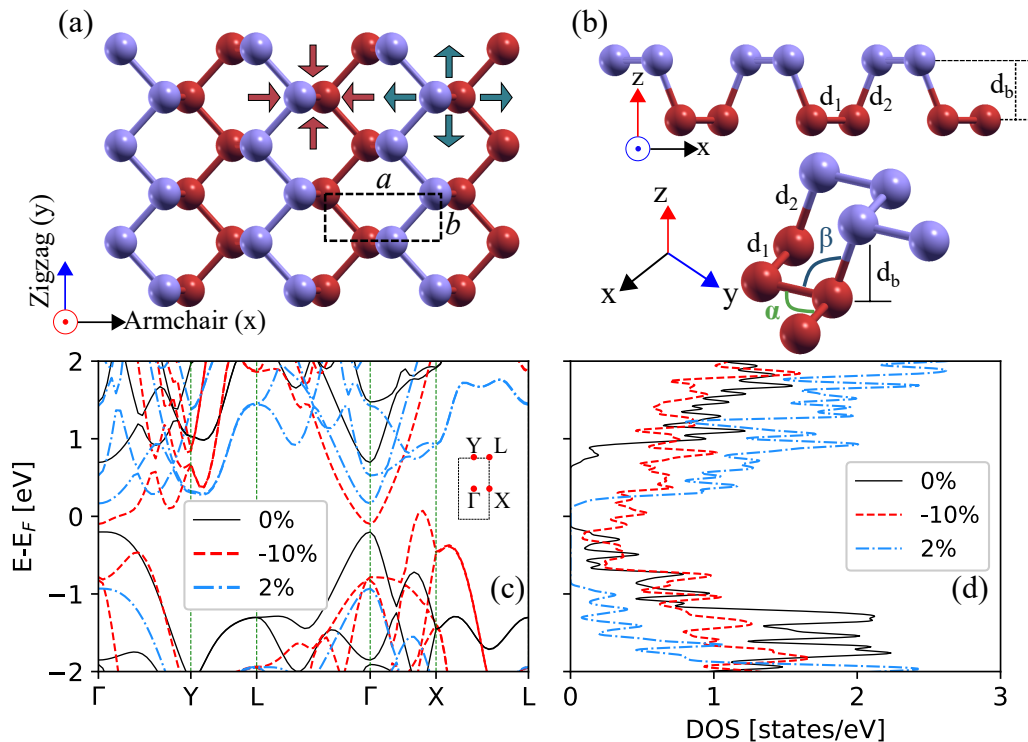 (a)
a
b
Zigzag (y)
Armchair (x)
(b)
z
x
d1
d2
db
z
x
y
d2
d1
β
α
db
E-EF [eV]
2
1
0
−1
−2
Γ
Y
L
Γ
X
L
0%
-10%
2%
Y
L
Γ
X
(c)
0%
-10%
2%
(d)
0
1
2
3
DOS [states/eV]